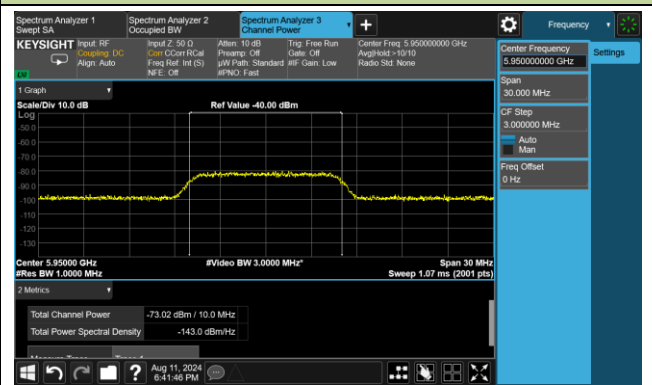 Spectrum Analyzer 1
Swept SA
Spectrum Analyzer 2
Occupied BW
Spectrum Analyzer 3
Channel Power
Frequency
KEYSIGHT
Input: RF
Coupling: DC
Align: Auto
Input Z: 50 Ω
Corr CCorr RCal
Freq Ref: Int (S)
NFE: Off
Atten: 10 dB
Preamp: Off
µW Path: Standard
#PNO: Fast
Trig: Free Run
Gate: Off
#IF Gain: Low
Center Freq: 5.950000000 GHz
Avg|Hold:>10/10
Radio Std: None
1 Graph
Scale/Div 10.0 dB
Ref Value -40.00 dBm
Log
-50.0
-60.0
-70.0
-80.0
-90.0
-100
-110
-120
-130
Center 5.95000 GHz
#Video BW 3.0000 MHz*
Span 30 MHz
#Res BW 1.0000 MHz
Sweep 1.07 ms (2001 pts)
2 Metrics
Total Channel Power -73.02 dBm / 10.0 MHz
Total Power Spectral Density -143.0 dBm/Hz
Aug 11, 2024
6:41:46 PM
Center Frequency
5.950000000 GHz
Settings
Span
30.000 MHz
CF Step
3.000000 MHz
Auto
Man
Freq Offset
0 Hz